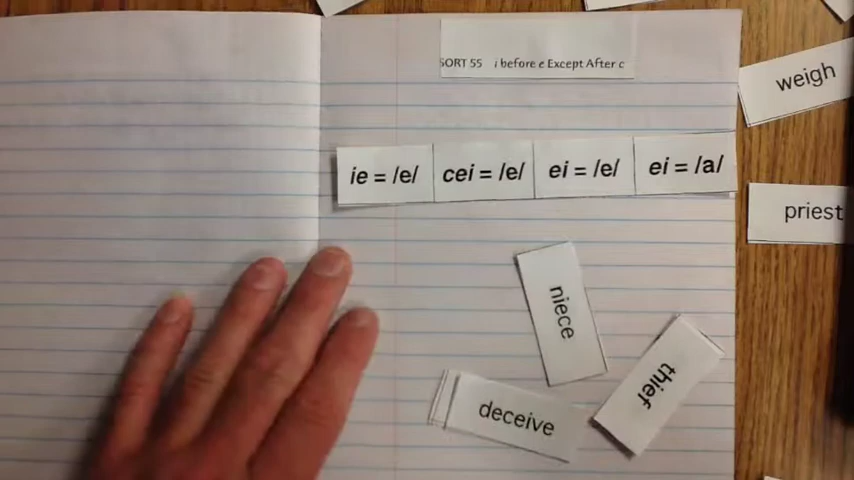 SORT 55 i before e Except After c
weigh
ie = /e/ cei = /e/ ei = /e/ ei = /a/
priest
niece
thief
deceive